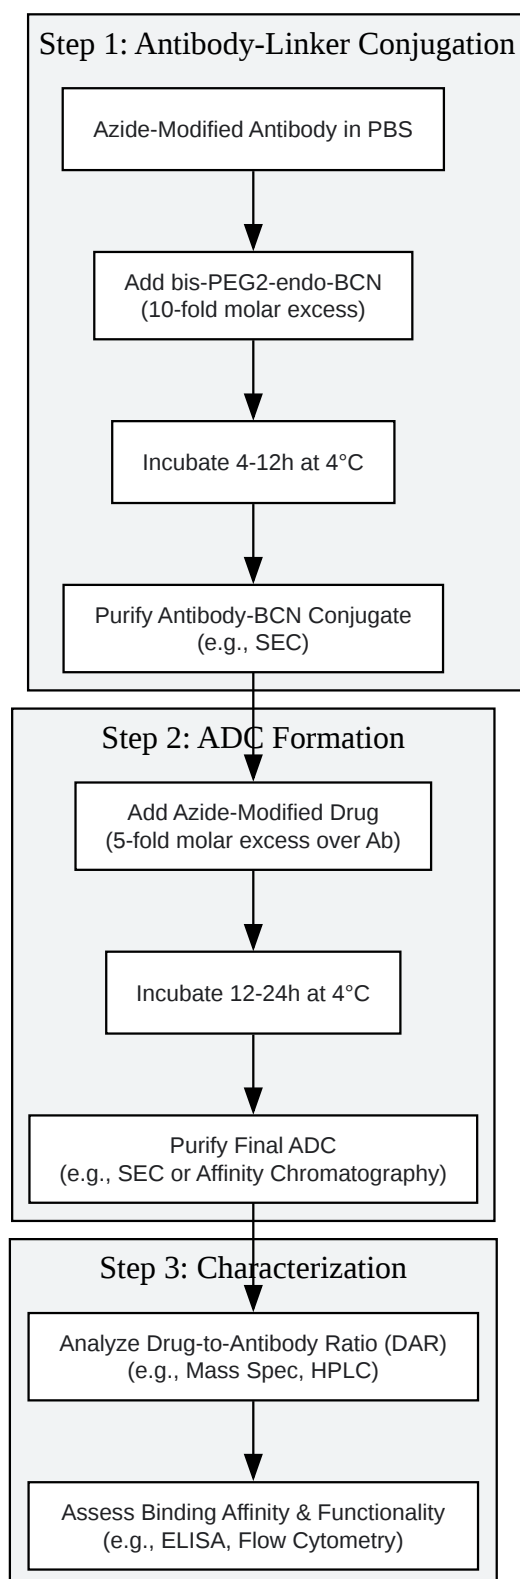 Step 1: Antibody-Linker Conjugation
Azide-Modified Antibody in PBS
Add bis-PEG2-endo-BCN
(10-fold molar excess)
Incubate 4-12h at 4°C
Purify Antibody-BCN Conjugate
(e.g., SEC)
Step 2: ADC Formation
Add Azide-Modified Drug
(5-fold molar excess over Ab)
Incubate 12-24h at 4°C
Purify Final ADC
(e.g., SEC or Affinity Chromatography)
Step 3: Characterization
Analyze Drug-to-Antibody Ratio (DAR)
(e.g., Mass Spec, HPLC)
Assess Binding Affinity & Functionality
(e.g., ELISA, Flow Cytometry)